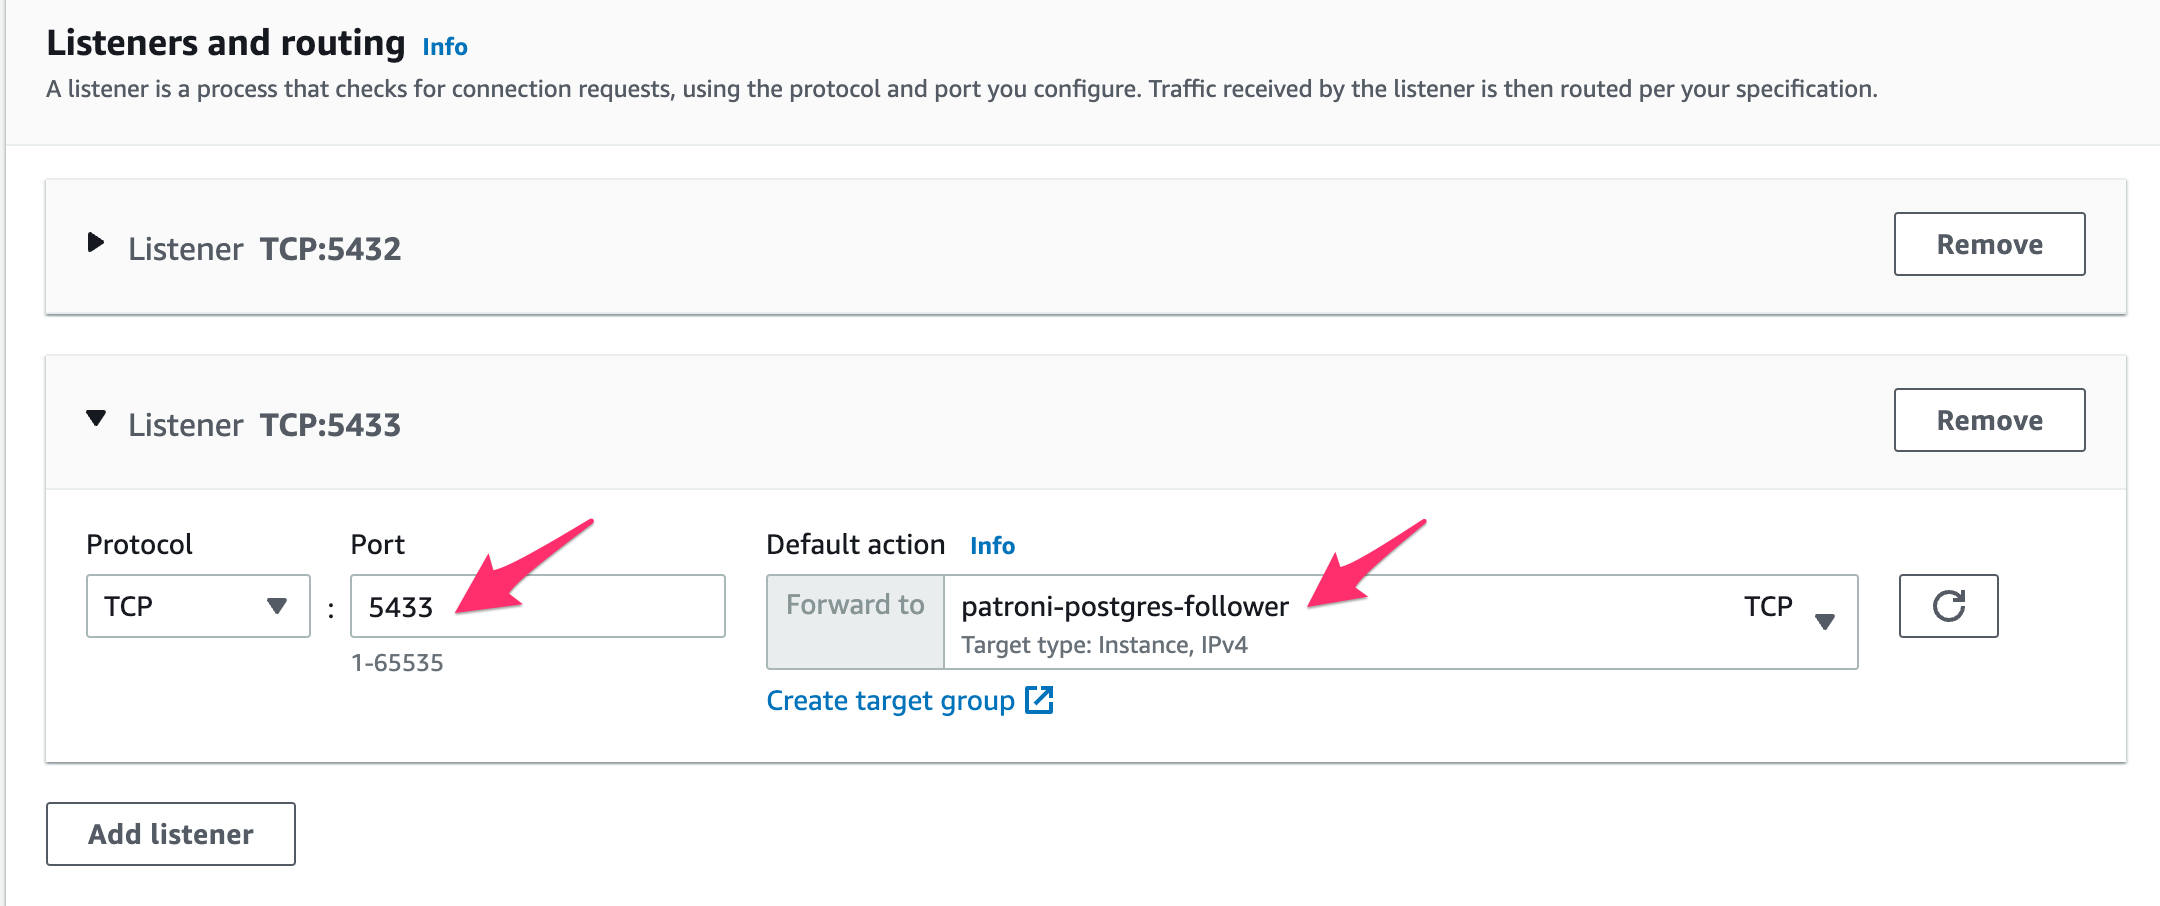 Listeners and routing Info
A listener is a process that checks for connection requests, using the protocol and port you configure. Traffic received by the listener is then routed per your specification.
Listener TCP:5432
Remove
Listener TCP:5433
Remove
Protocol
Port
Default action Info
TCP
:
5433
Forward to
patroni-postgres-follower
TCP
Target type: Instance, IPv4
1-65535
Create target group
Add listener